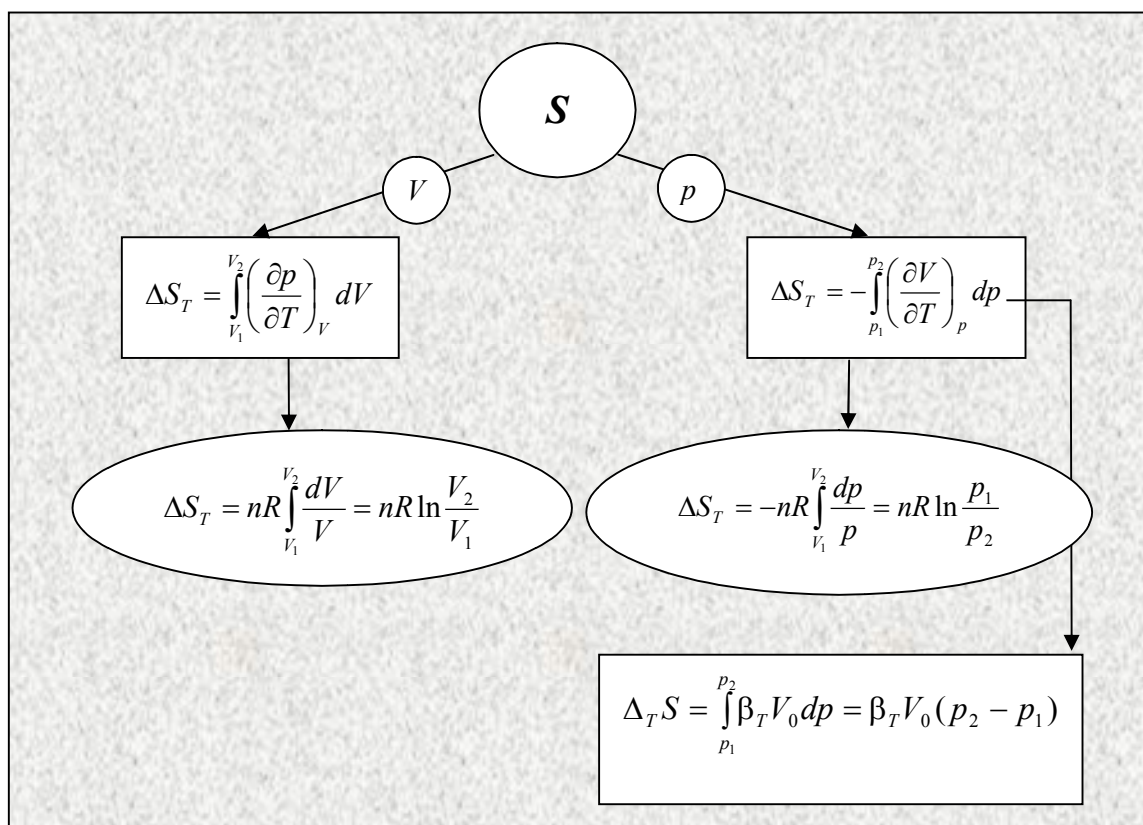 S
V
p
ΔS_T = ∫_{V_1}^{V_2} (∂p/∂T)_V dV
ΔS_T = −∫_{p_1}^{p_2} (∂V/∂T)_p dp
ΔS_T = nR ∫_{V_1}^{V_2} dV/V = nR ln V_2/V_1
ΔS_T = −nR ∫_{V_1}^{V_2} dp/p = nR ln p_1/p_2
Δ_T S = ∫_{p_1}^{p_2} β_T V_0 dp = β_T V_0 (p_2 − p_1)